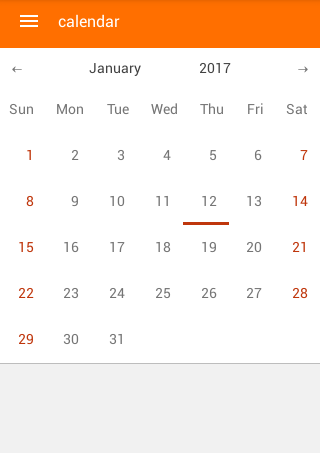 calendar
← January 2017 →
Sun Mon Tue Wed Thu Fri Sat
1 2 3 4 5 6 7
8 9 10 11 12 13 14
15 16 17 18 19 20 21
22 23 24 25 26 27 28
29 30 31